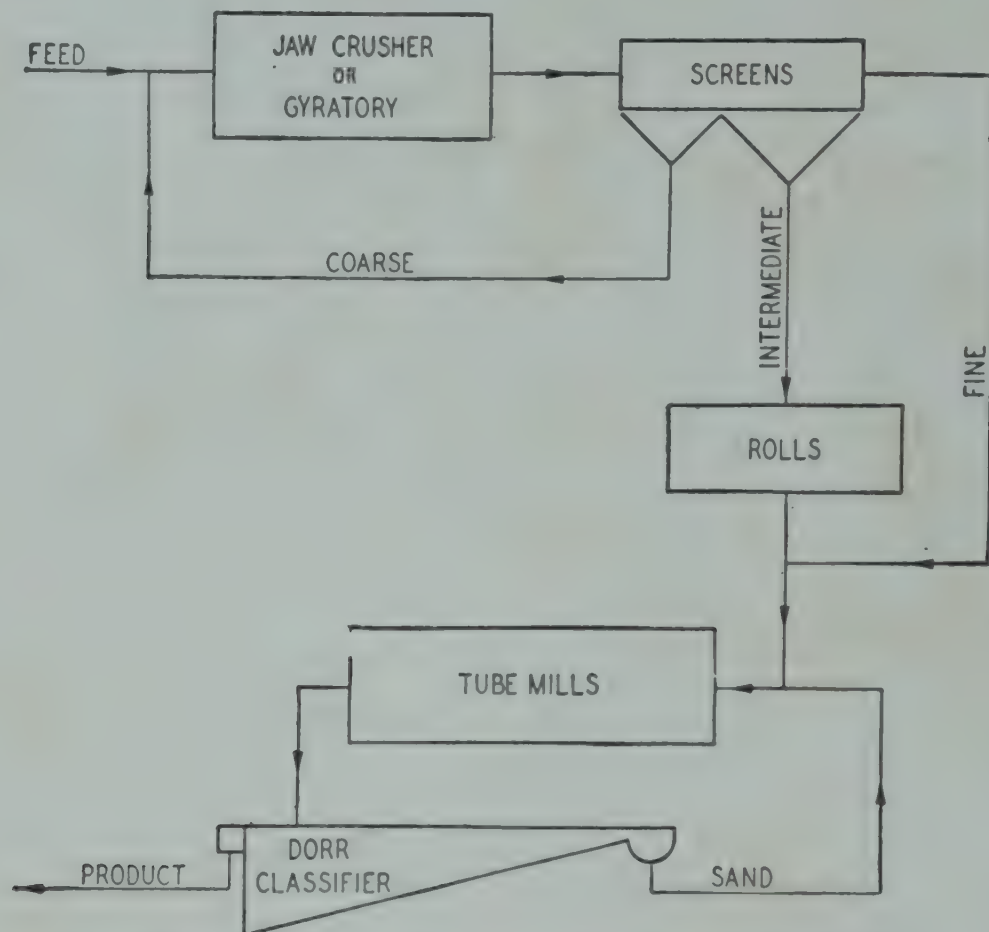 FEED
JAW CRUSHER
OR
GYRATORY
SCREENS
COARSE
INTERMEDIATE
FINE
ROLLS
TUBE MILLS
DORR
CLASSIFIER
PRODUCT
SAND